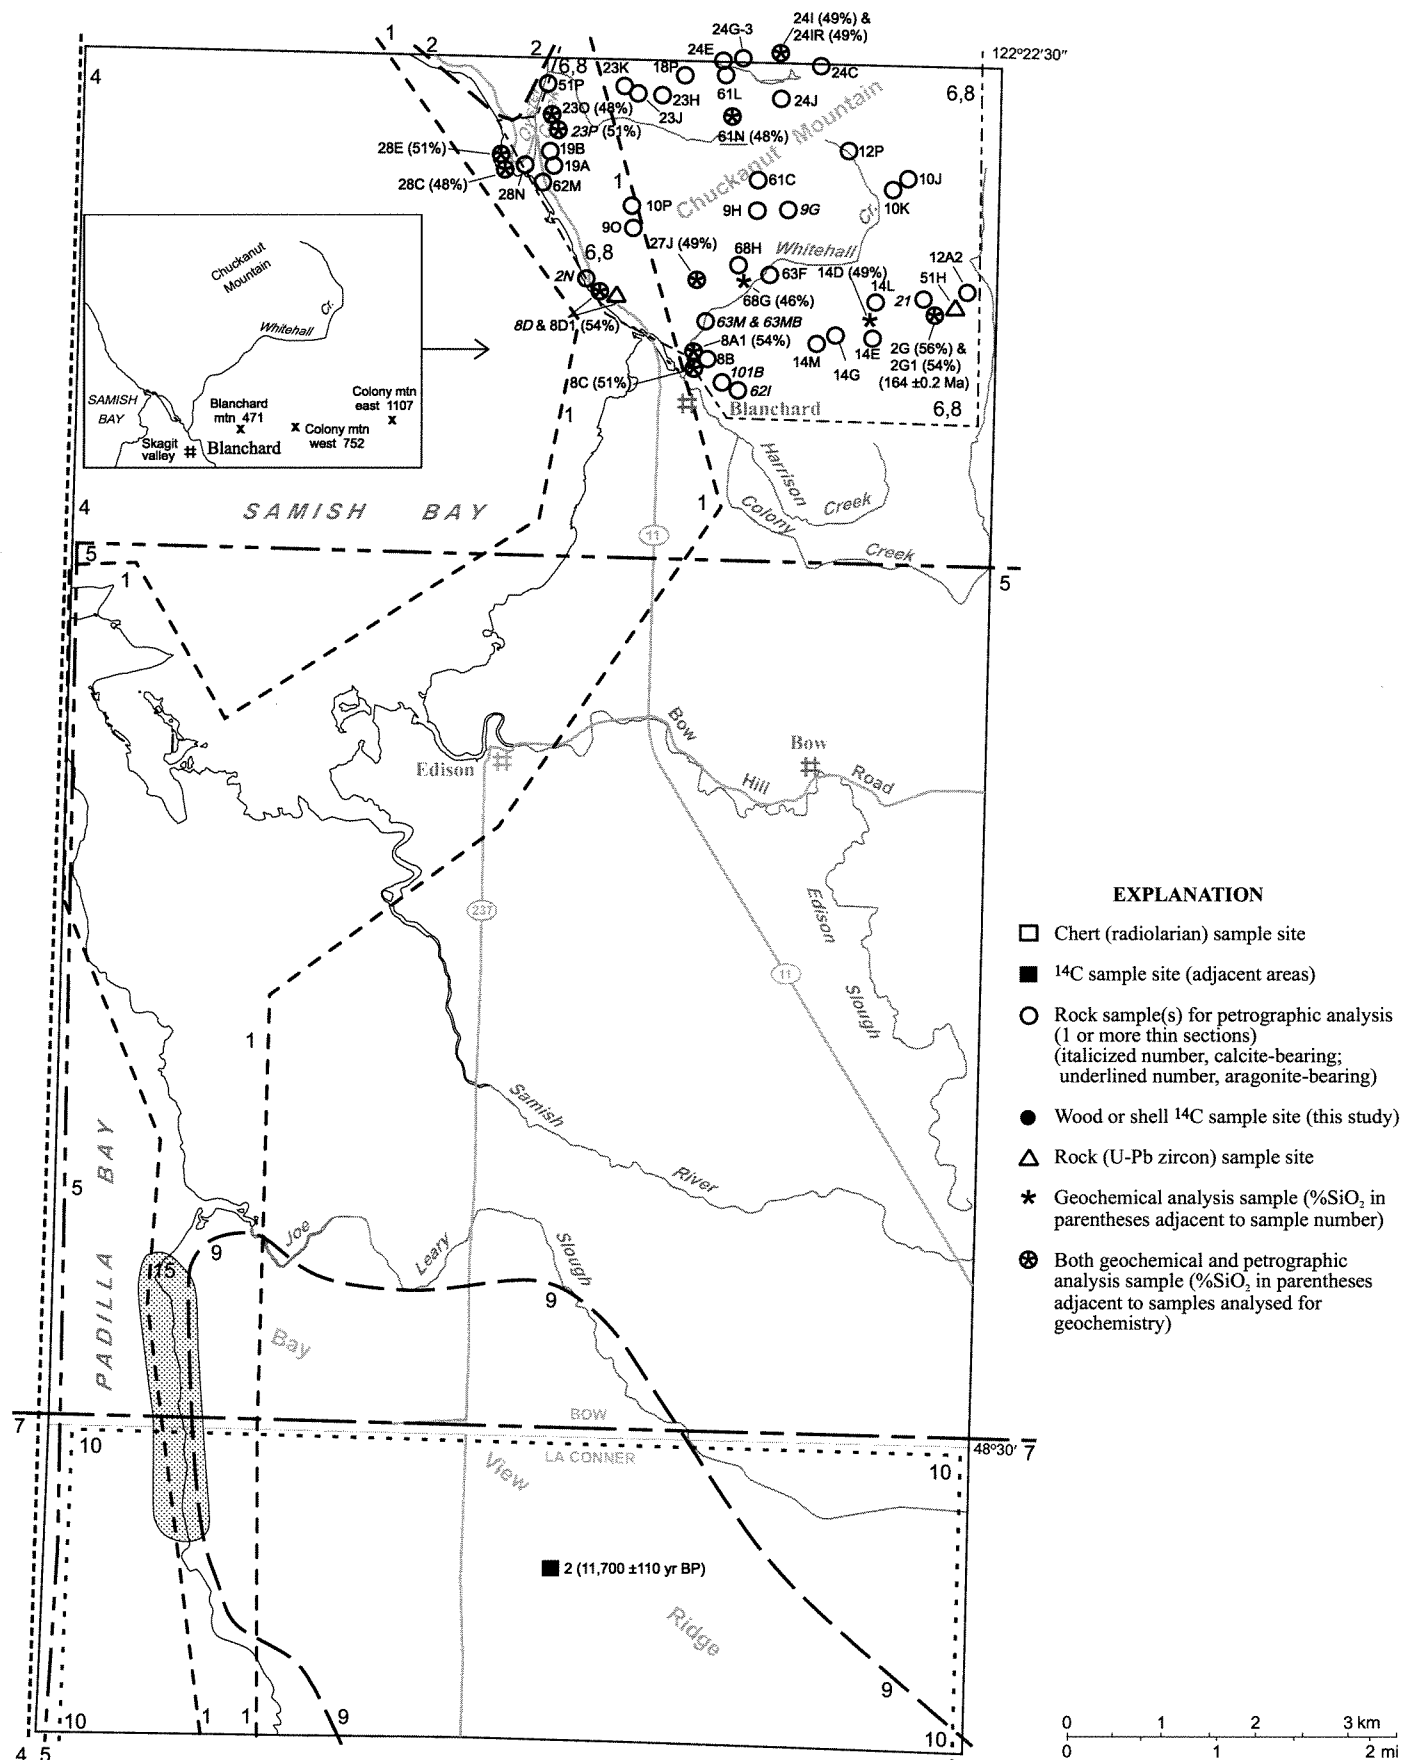 1
2
2
24G-3
24I (49%) &
24IR (49%)
122º22'30"
4
6,8
23K
18P
24E
24C
51P
61L
6,8
23O (48%)
23H
24J
23J
23P (51%)
61N (48%)
28E (51%)
19B
12P
19A
28C (48%)
28N
62M
1
61C
10J
10K
Chuckanut Mountain
10P
9H
9G
Cr.
9O
Whitehall
6,8
27J (49%)
68H
12A2
2N
63F
14D (49%)
51H
68G (46%)
14L
21
8D & 8D1 (54%)
63M & 63MB
8A1 (54%)
8B
14M
14E
2G (56%) &
14G
2G1 (54%)
(164 ±0.2 Ma)
8C (51%)
101B
62I
6,8
Blanchard
1
Chuckanut
Mountain
Cr.
Whitehall
SAMISH
BAY
Blanchard
mtn 471
x
Colony mtn
east 1107
x
x
Colony mtn
west 752
Skagit
valley
Blanchard
Harrison
Creek
4
SAMISH BAY
1
Colony
Creek
11
5
1
5
Bow
Bow
Edison
Hill
Road
237
Edison
11
Slough
1
Samish
PADILLA BAY
5
River
Joe
Leary
Slough
9
15
9
Bay
7
BOW
10
48º30'
7
LA CONNER
10
View
2 (11,700 ±110 yr BP)
Ridge
9
10
1
1
9
10
4
5
EXPLANATION
Chert (radiolarian) sample site
14C sample site (adjacent areas)
Rock sample(s) for petrographic analysis
(1 or more thin sections)
(italicized number, calcite-bearing;
underlined number, aragonite-bearing)
Wood or shell 14C sample site (this study)
Rock (U-Pb zircon) sample site
Geochemical analysis sample (%SiO2 in
parentheses adjacent to sample number)
Both geochemical and petrographic
analysis sample (%SiO2 in parentheses
adjacent to samples analysed for
geochemistry)
0 1 2 3 km
0 1 2 mi